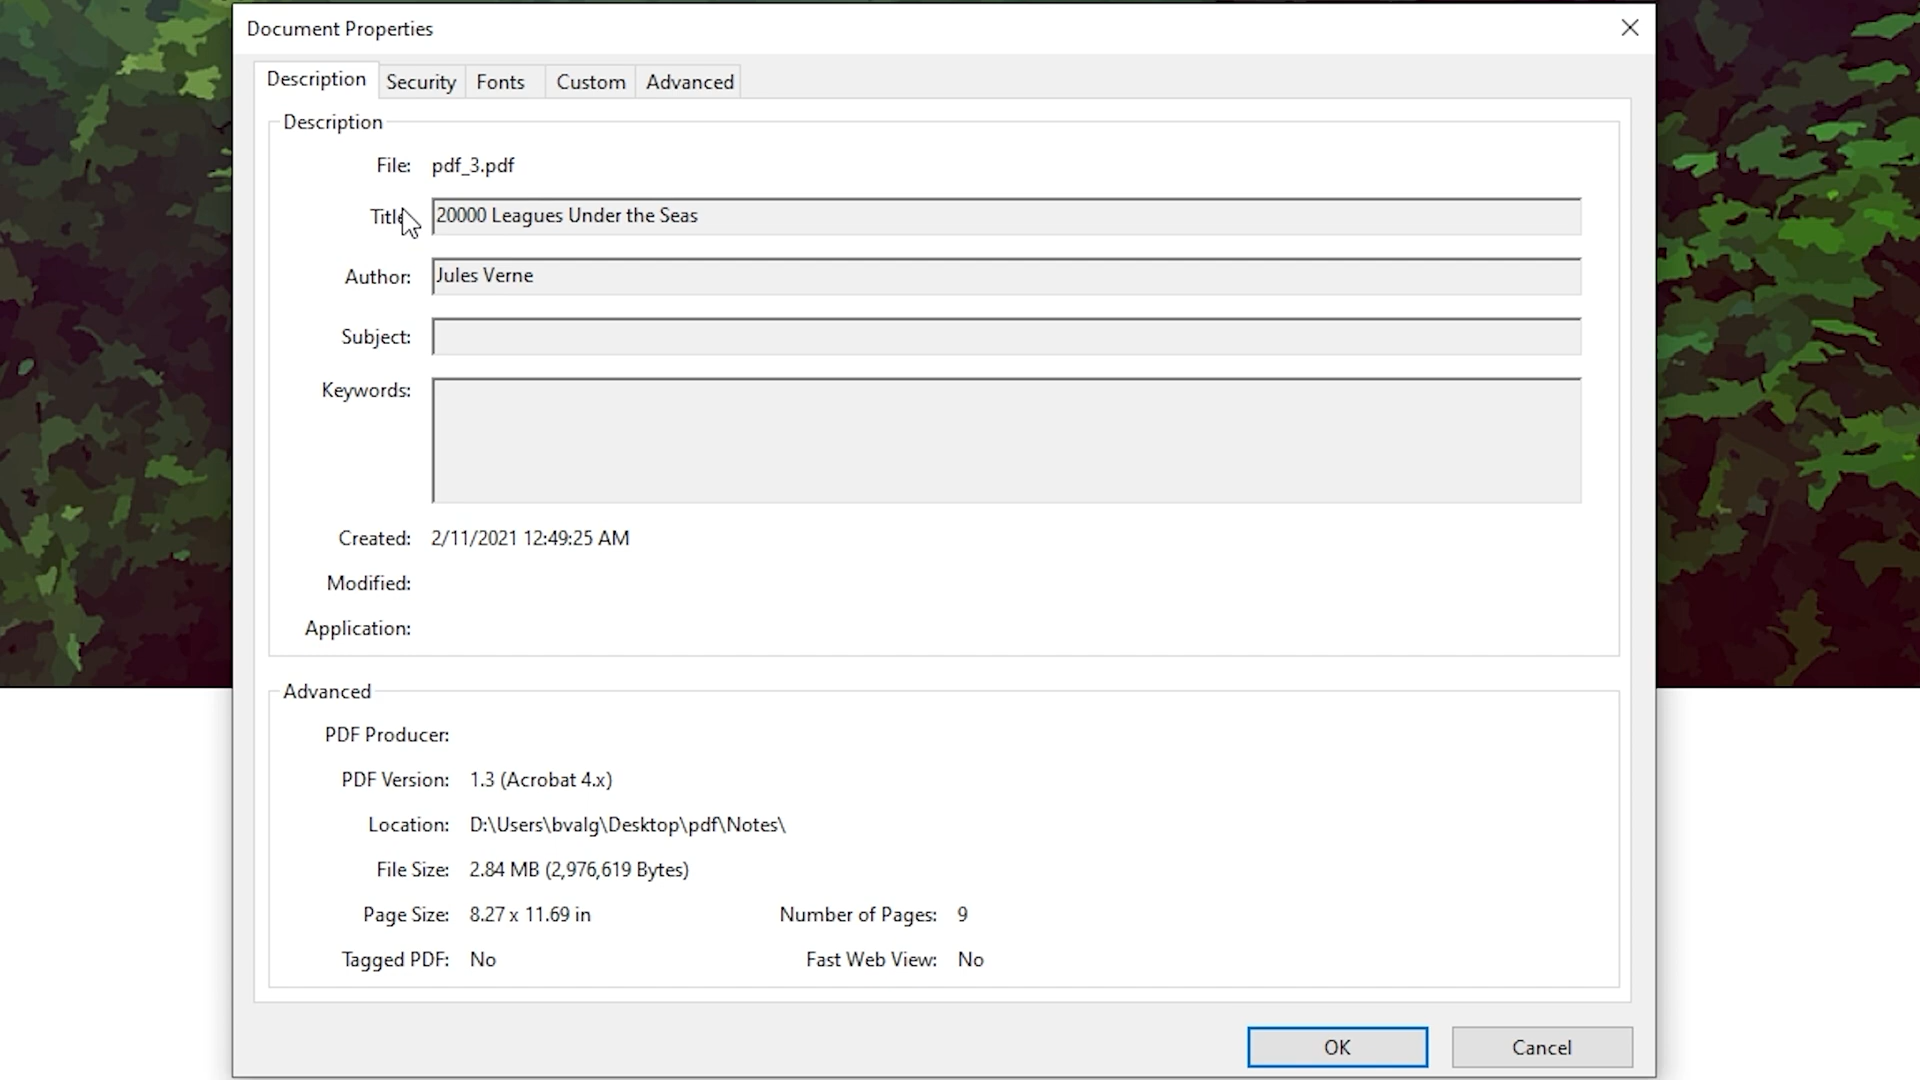 Document Properties
Description Security Fonts Custom Advanced
Description
File: pdf_3.pdf
Title 20000 Leagues Under the Seas
Author: Jules Verne
Subject:
Keywords:
Created: 2/11/2021 12:49:25 AM
Modified:
Application:
Advanced
PDF Producer:
PDF Version: 1.3 (Acrobat 4.x)
Location: D:\Users\bvalg\Desktop\pdf\Notes\
File Size: 2.84 MB (2,976,619 Bytes)
Page Size: 8.27 x 11.69 in Number of Pages: 9
Tagged PDF: No Fast Web View: No
OK Cancel